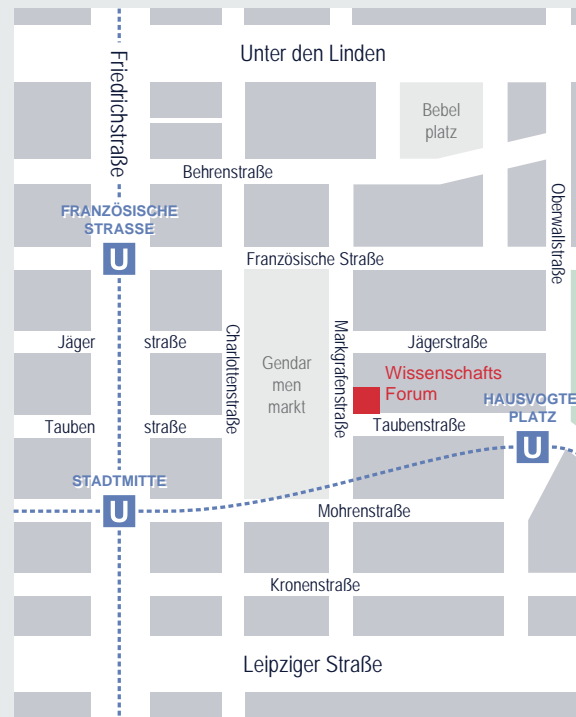 Unter den Linden
Friedrichstraße
Bebel
platz
Behrenstraße
Oberwallstraße
FRANZÖSISCHE
STRASSE
U
Französische Straße
Jäger straße
Charlottenstraße
Markgrafenstraße
Jägerstraße
Gendar
men
markt
Wissenschafts
Forum
HAUSVOGTE
PLATZ
U
Tauben straße
Taubenstraße
STADTMITTE
U
Mohrenstraße
Kronenstraße
Leipziger Straße